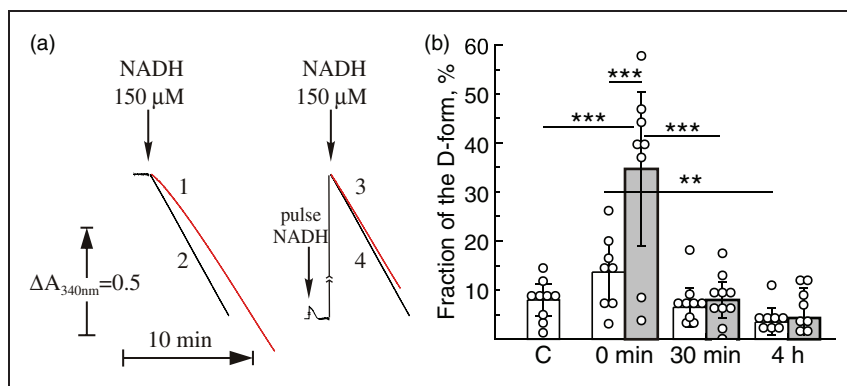 (a)
NADH
150 µM
NADH
150 µM
1
2
3
4
pulse
NADH
ΔA340nm=0.5
10 min
(b)
Fraction of the D-form, %
60
50
40
30
20
10
***
***
***
**
C
0 min
30 min
4 h